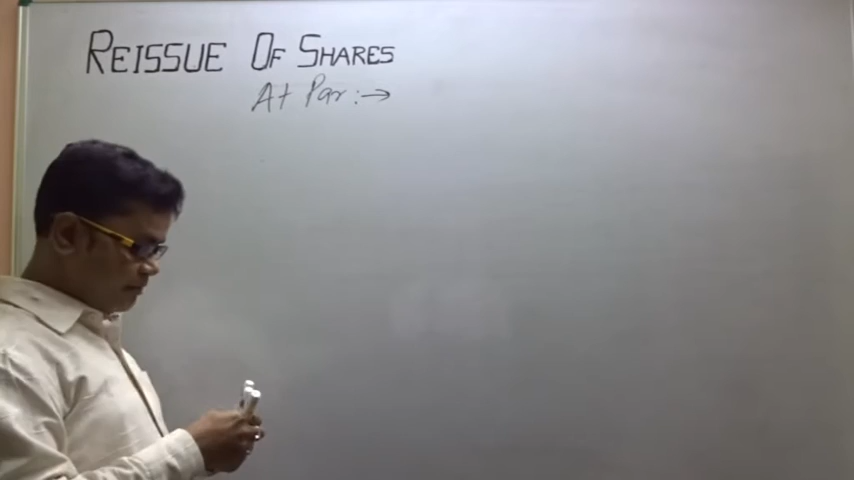 REISSUE OF SHARES
At Par :→